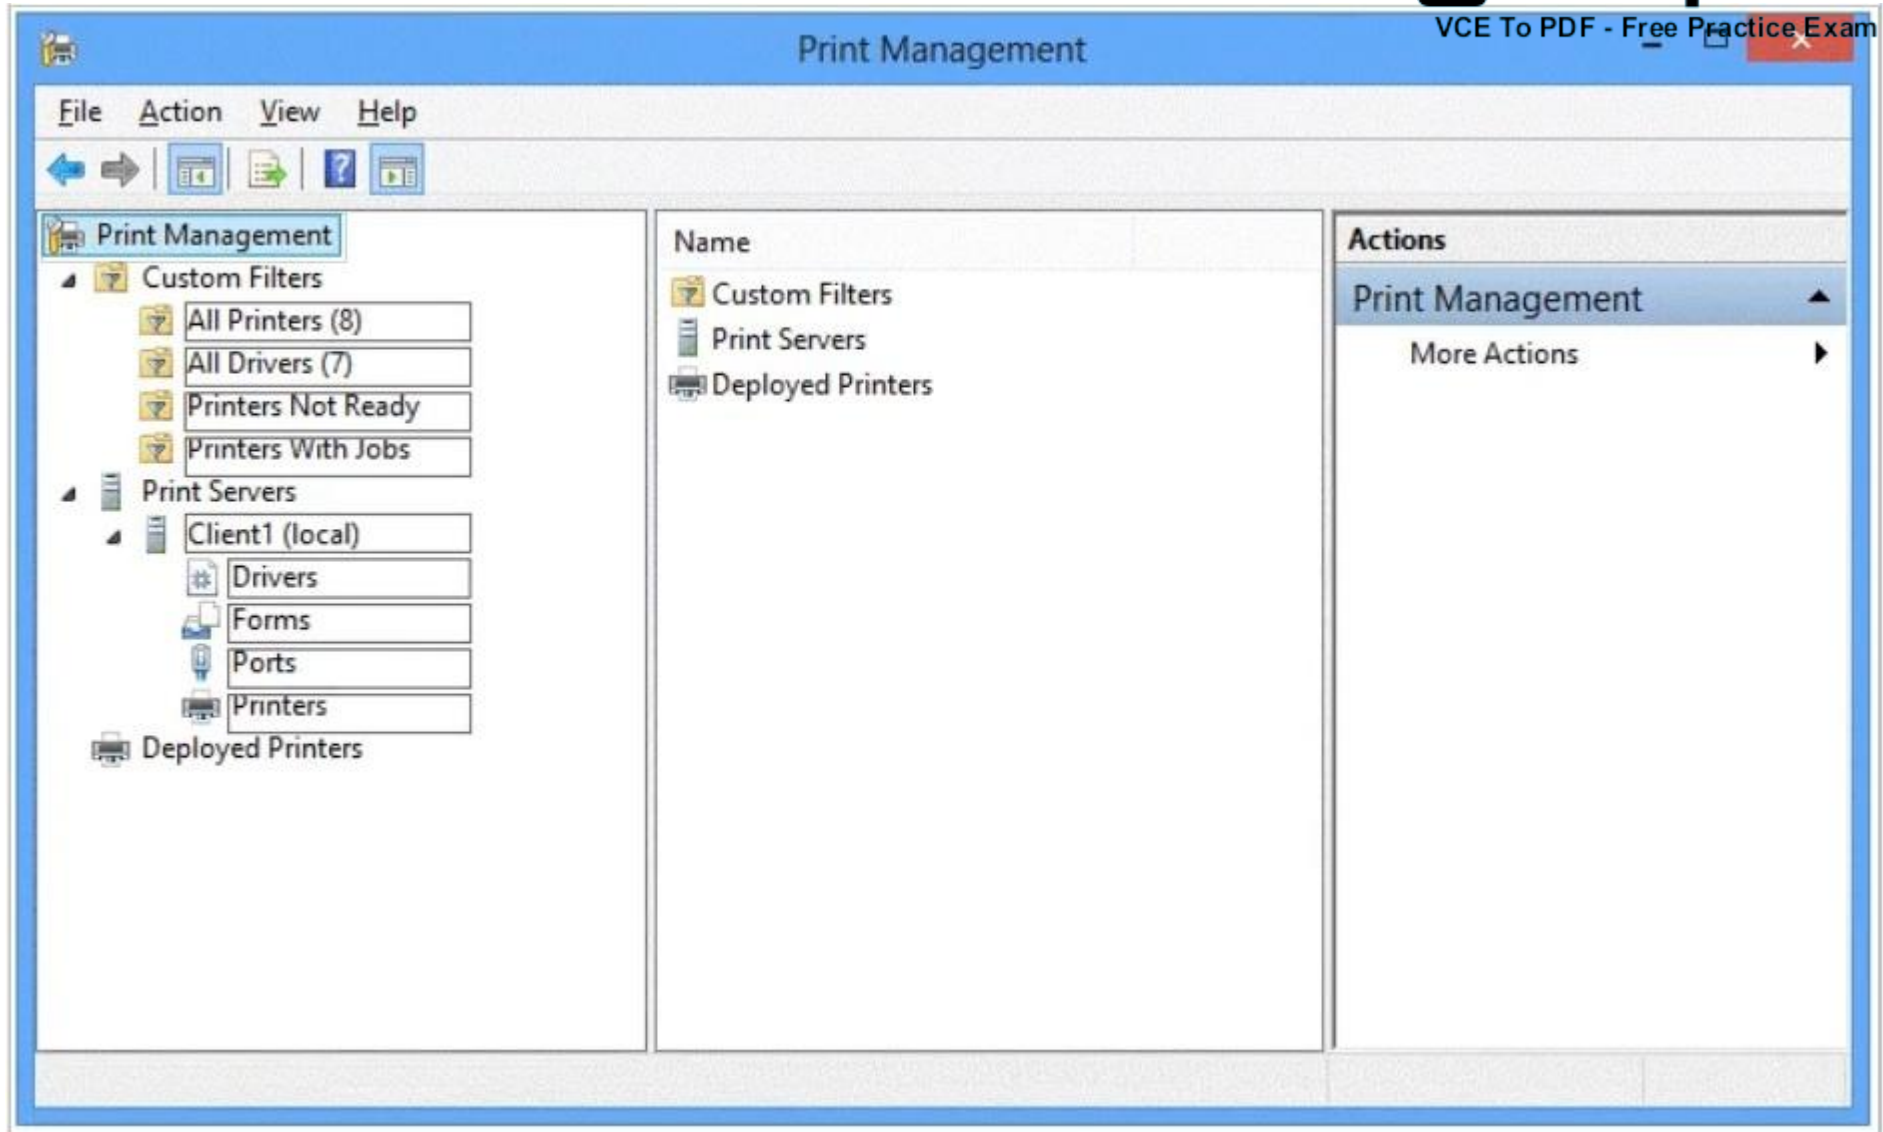 VCE To PDF - Free Practice Exam
Print Management
File Action View Help
Print Management
Custom Filters
All Printers (8)
All Drivers (7)
Printers Not Ready
Printers With Jobs
Print Servers
Client1 (local)
Drivers
Forms
Ports
Printers
Deployed Printers
Name
Custom Filters
Print Servers
Deployed Printers
Actions
Print Management
More Actions